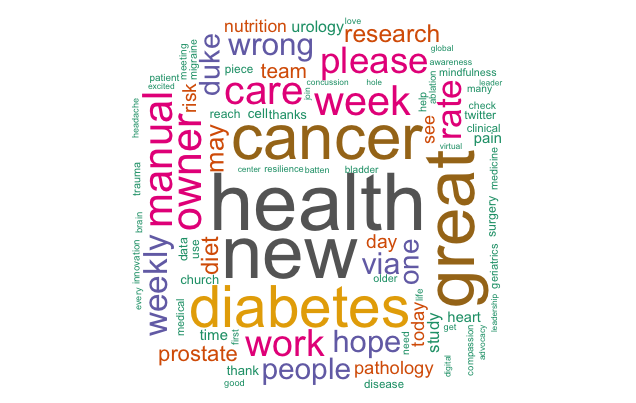 love
nutrition urology research
wrong please global
duke meeting migraine
patient excited
piece team concussion hole awareness
mindfulness
care week join ablation many leader
risk rate help check
manual reach cell thanks twitter
headache owner may cancer see clinical
pain
virtual
center resilience batten bladder
trauma health great medicine
surgery
brain
new geriatrics
data use diet day one
innovation weekly via
church older
every diabetes life leadership
medical today study
time first work hope need heart
get
prostate people pathology compassion advocacy
thank digital
good disease